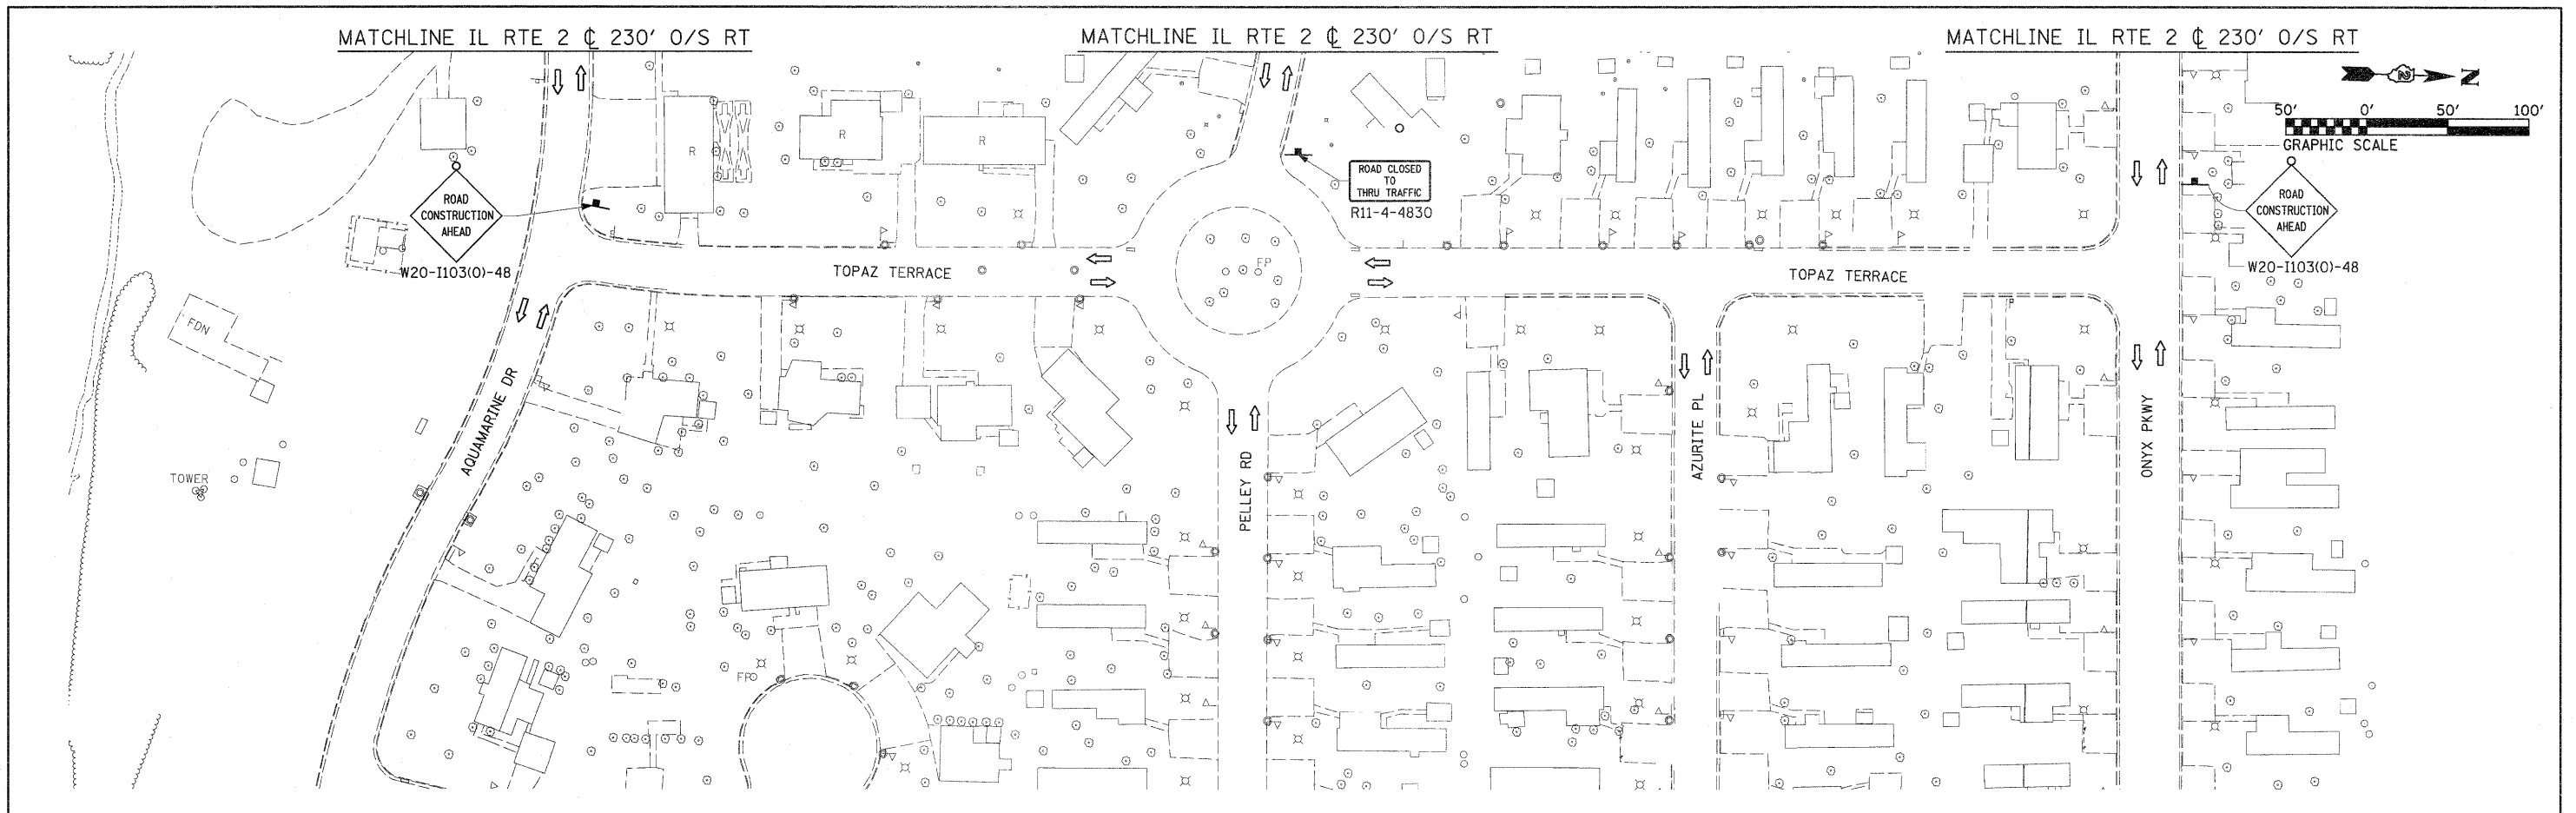 MATCHLINE IL RTE 2 ℄ 230' O/S RT
MATCHLINE IL RTE 2 ℄ 230' O/S RT
MATCHLINE IL RTE 2 ℄ 230' O/S RT
N
50' 0' 50' 100'
GRAPHIC SCALE
ROAD
CONSTRUCTION
AHEAD
W20-I103(O)-48
R
R
R
ROAD CLOSED
TO
THRU TRAFFIC
R11-4-4830
ROAD
CONSTRUCTION
AHEAD
W20-I103(O)-48
TOPAZ TERRACE
FP
TOPAZ TERRACE
FDN
AQUAMARINE DR
TOWER
PELLEY RD
AZURITE PL
ONYX PKWY
FP